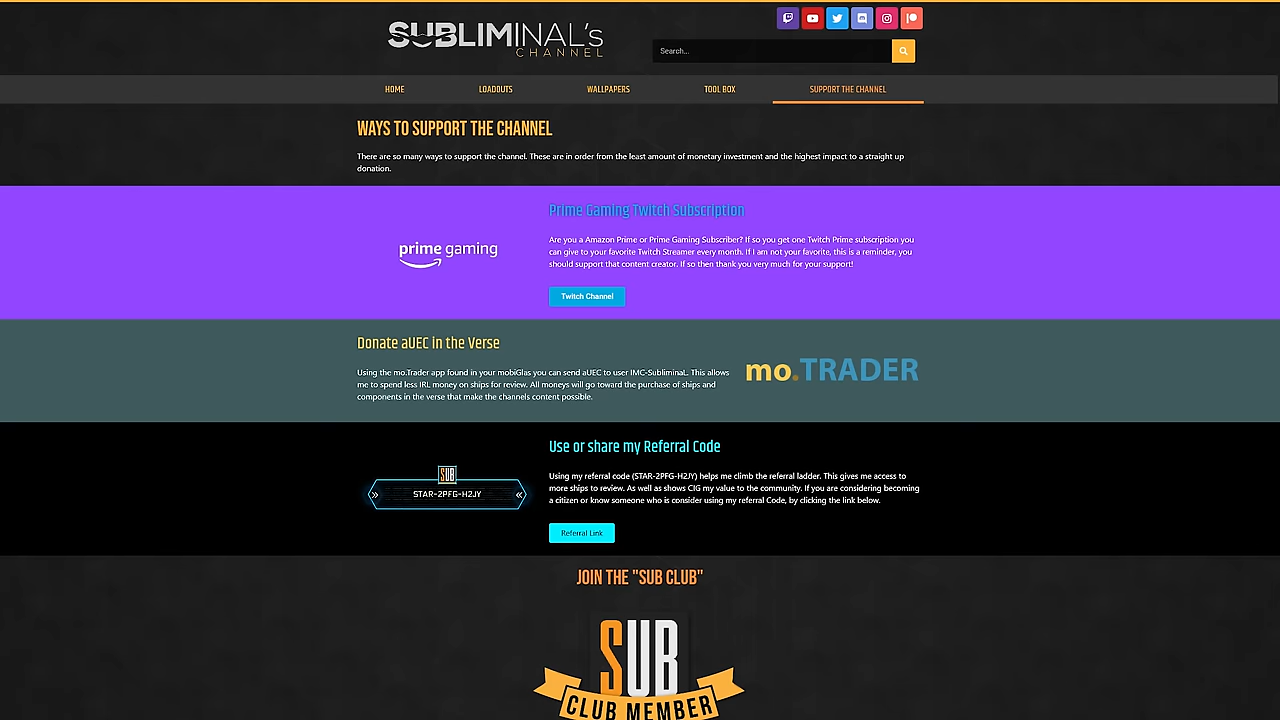 SUBLIMINAL's
CHANNEL
Search...
HOME
LOADOUTS
WALLPAPERS
TOOL BOX
SUPPORT THE CHANNEL
WAYS TO SUPPORT THE CHANNEL
There are so many ways to support the channel. These are in order from the least amount of monetary investment and the highest impact to a straight up
donation.
prime gaming
Prime Gaming Twitch Subscription
Are you a Amazon Prime or Prime Gaming Subscriber? If so you get one Twitch Prime subscription you
can give to your favorite Twitch Streamer every month. If I am not your favorite, this is a reminder, you
should support that content creator. If so then thank you very much for your support!
Twitch Channel
Donate aUEC in the Verse
Using the mo.Trader app found in your mobiGlas you can send aUEC to user IMC-SubliminaL. This allows
me to spend less IRL money on ships for review. All moneys will go toward the purchase of ships and
components in the verse that make the channels content possible.
mo.TRADER
SUB
STAR-2PFG-H2JY
Use or share my Referral Code
Using my referral code (STAR-2PFG-H2JY) helps me climb the referral ladder. This gives me access to
more ships to review. As well as shows CIG my value to the community. If you are considering becoming
a citizen or know someone who is consider using my referral Code, by clicking the link below.
Referral Link
JOIN THE "SUB CLUB"
SUB
CLUB MEMBER